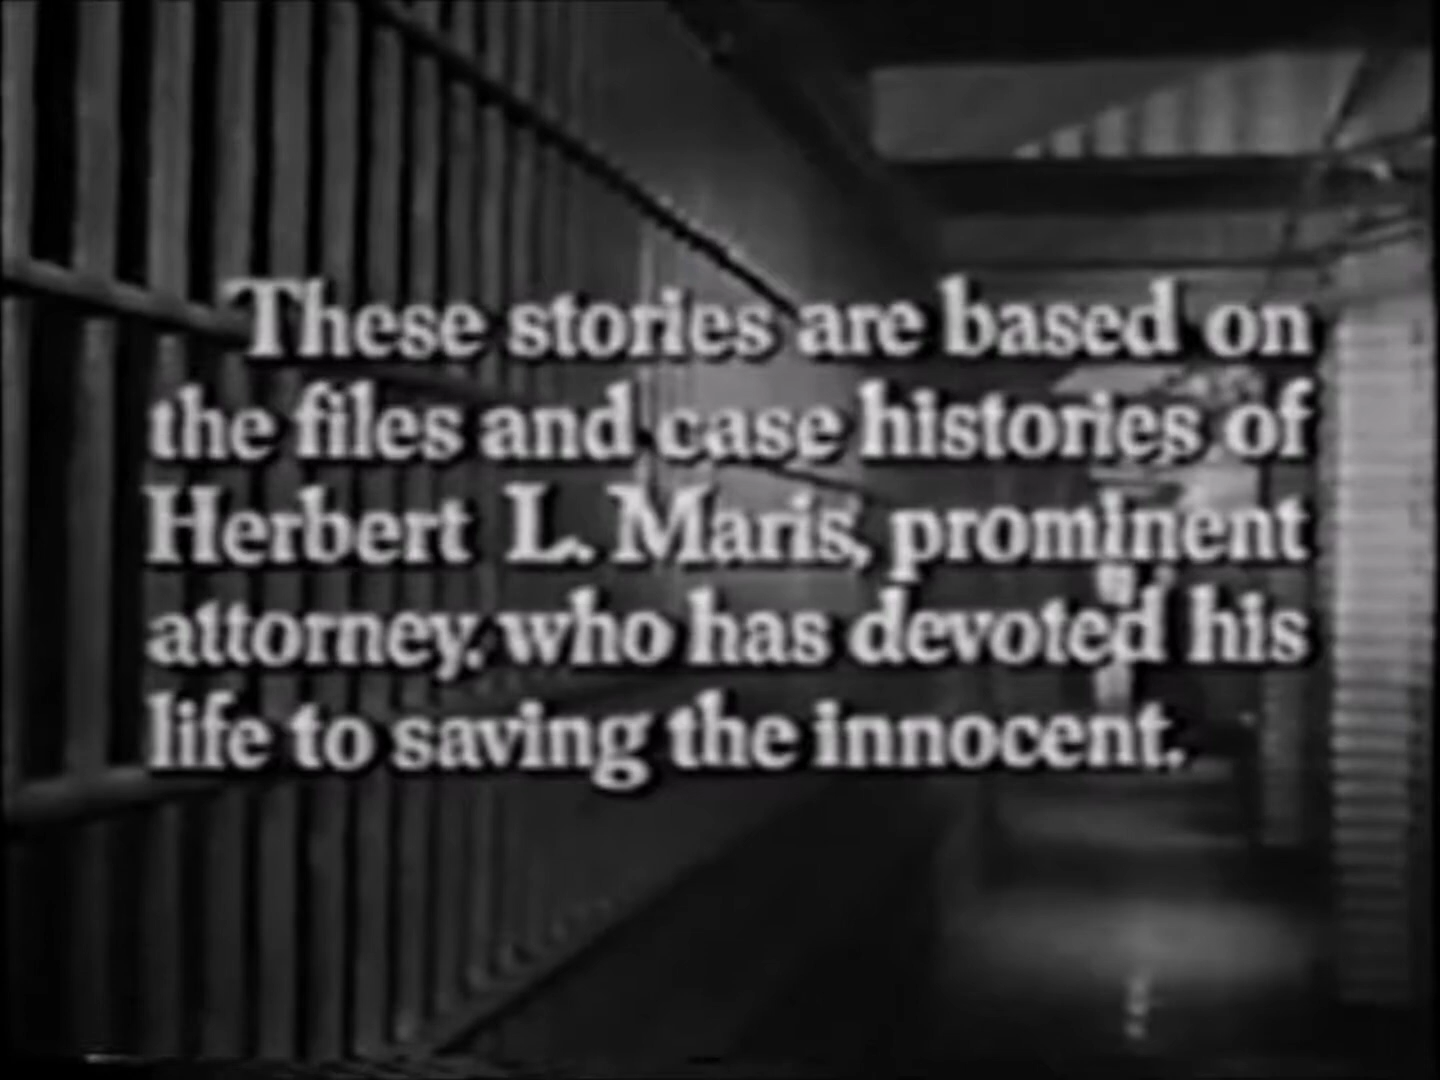 These stories are based on
the files and case histories of
Herbert L. Maris, prominent
attorney, who has devoted his
life to saving the innocent.